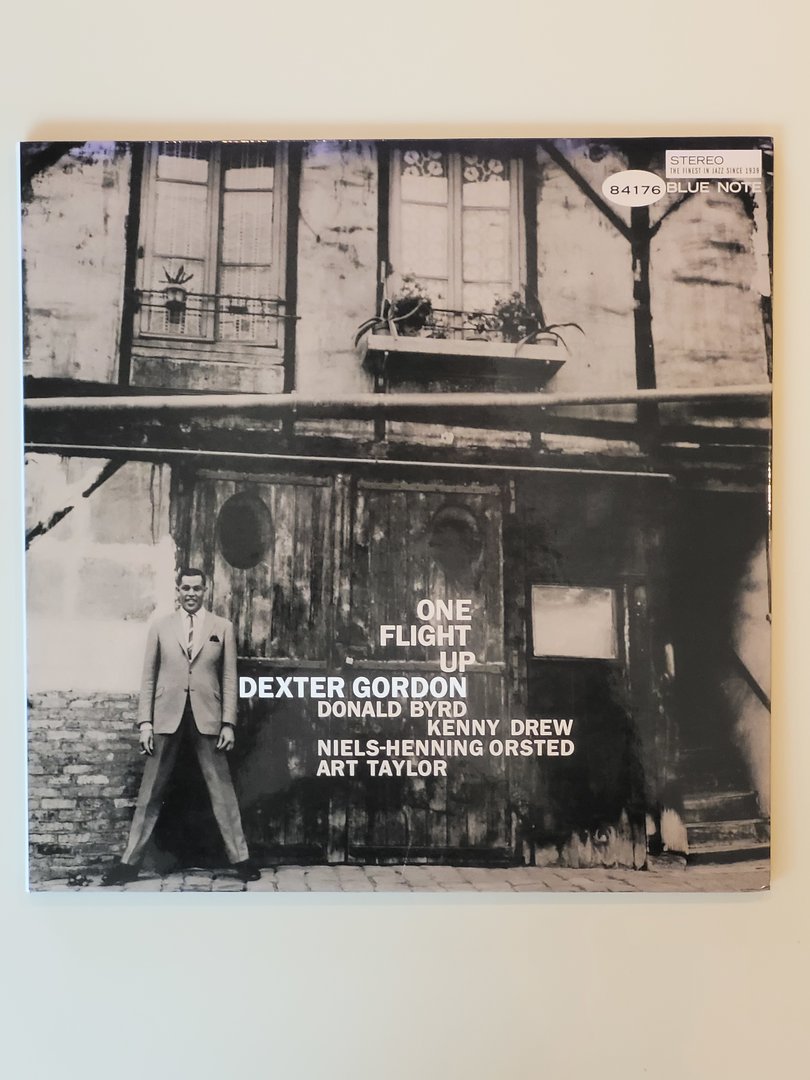 STEREO
THE FINEST IN JAZZ SINCE 1939
84176 BLUE NOTE
ONE
FLIGHT
UP
DEXTER GORDON
DONALD BYRD
KENNY DREW
NIELS-HENNING ORSTED
ART TAYLOR